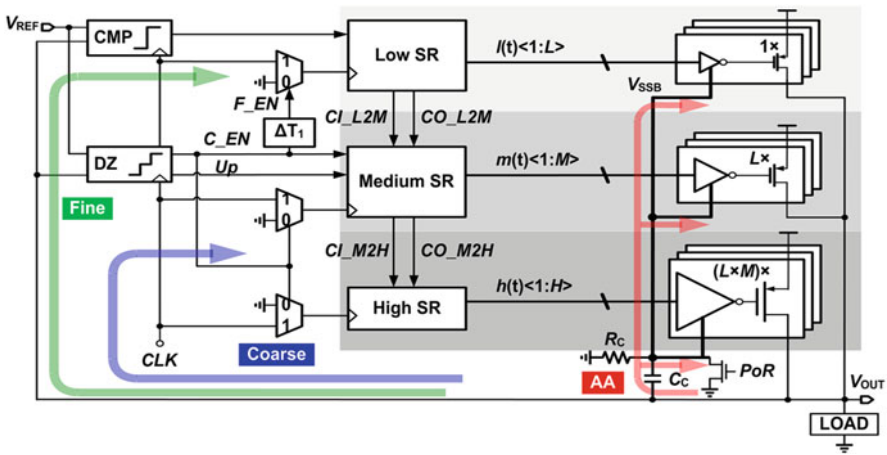 VREF
CMP
Low SR
l(t)<1:L>
1×
1
0
F_EN
VSSB
ΔT1
CI_L2M
CO_L2M
C_EN
DZ
Up
Medium SR
m(t)<1:M>
L×
Fine
1
0
CI_M2H
CO_M2H
h(t)<1:H>
(L×M)×
0
1
High SR
CLK
Coarse
RC
AA
CC
PoR
VOUT
LOAD